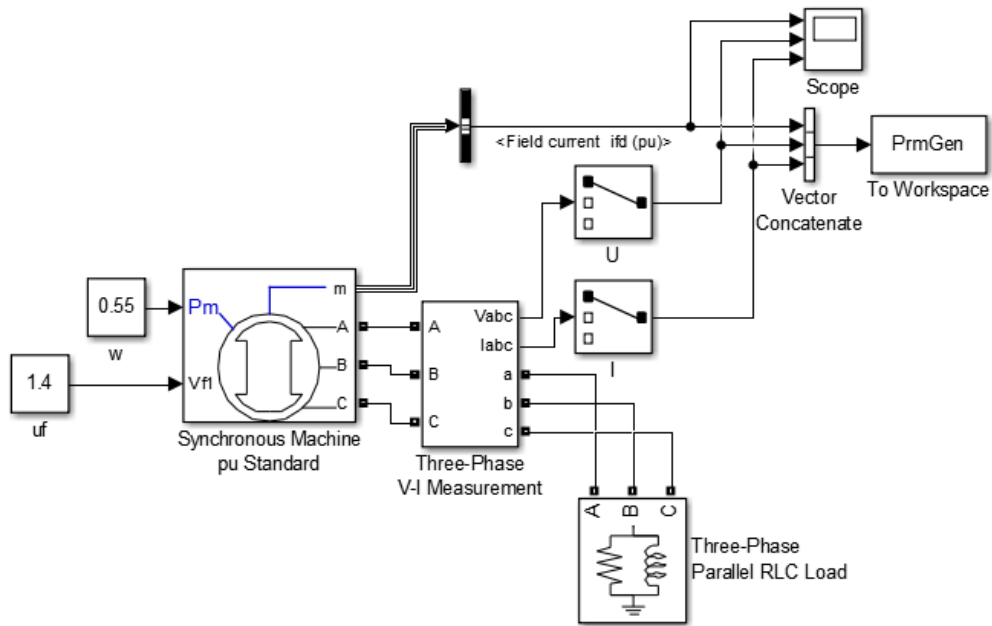 Scope
<Field current ifd (pu)>
PrmGen
To Workspace
Vector
Concatenate
U
0.55
w
Pm
m
A
B
C
Vf1
1.4
uf
Synchronous Machine
pu Standard
I
A
B
C
Vabc
Iabc
a
b
c
Three-Phase
V-I Measurement
A B C
Three-Phase
Parallel RLC Load